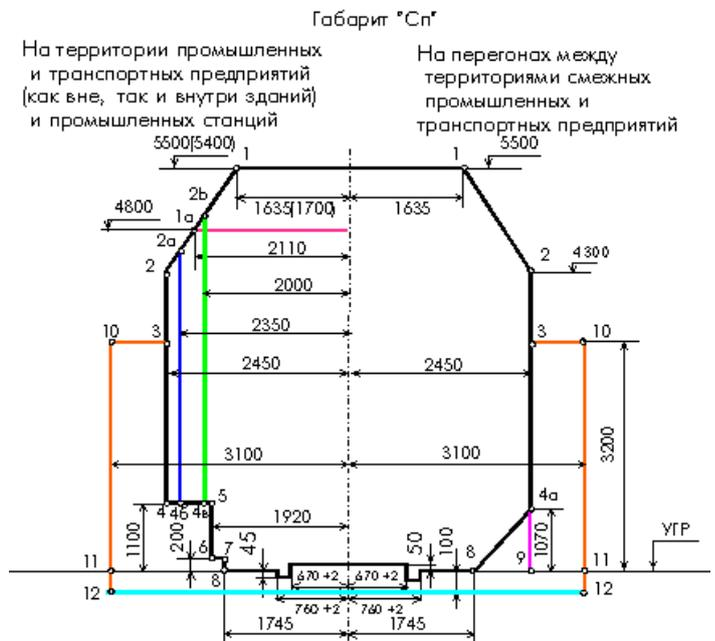 Габарит "Сп"
На территории промышленных
и транспортных предприятий
(как вне, так и внутри зданий)
и промышленных станций
На перегонах между
территориями смежных
промышленных и
транспортных предприятий
5500(5400)
1
1
5500
2b
1635(1700)
1635
4800
1a
2a
2110
2
2
4300
2000
2350
10
3
3
10
2450
2450
3100
3100
3200
4
4б
4в
5
4a
1920
1100
200
45
50
100
1070
УГР
6
7
8
8
9
11
11
670 +2
670 +2
12
12
760 +2
760 +2
1745
1745